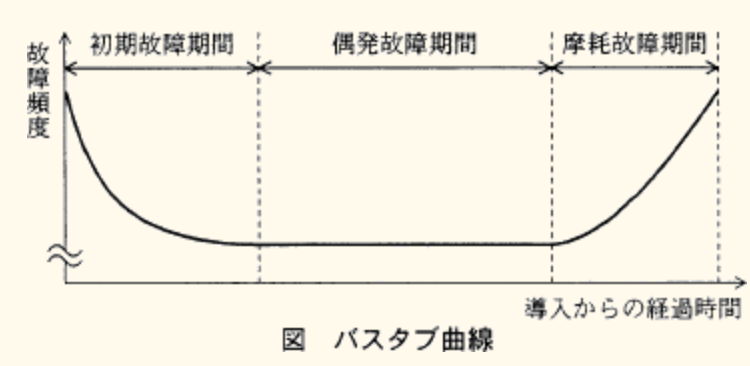 初期故障期間
偶発故障期間
摩耗故障期間
故障頻度
導入からの経過時間
図 バスタブ曲線